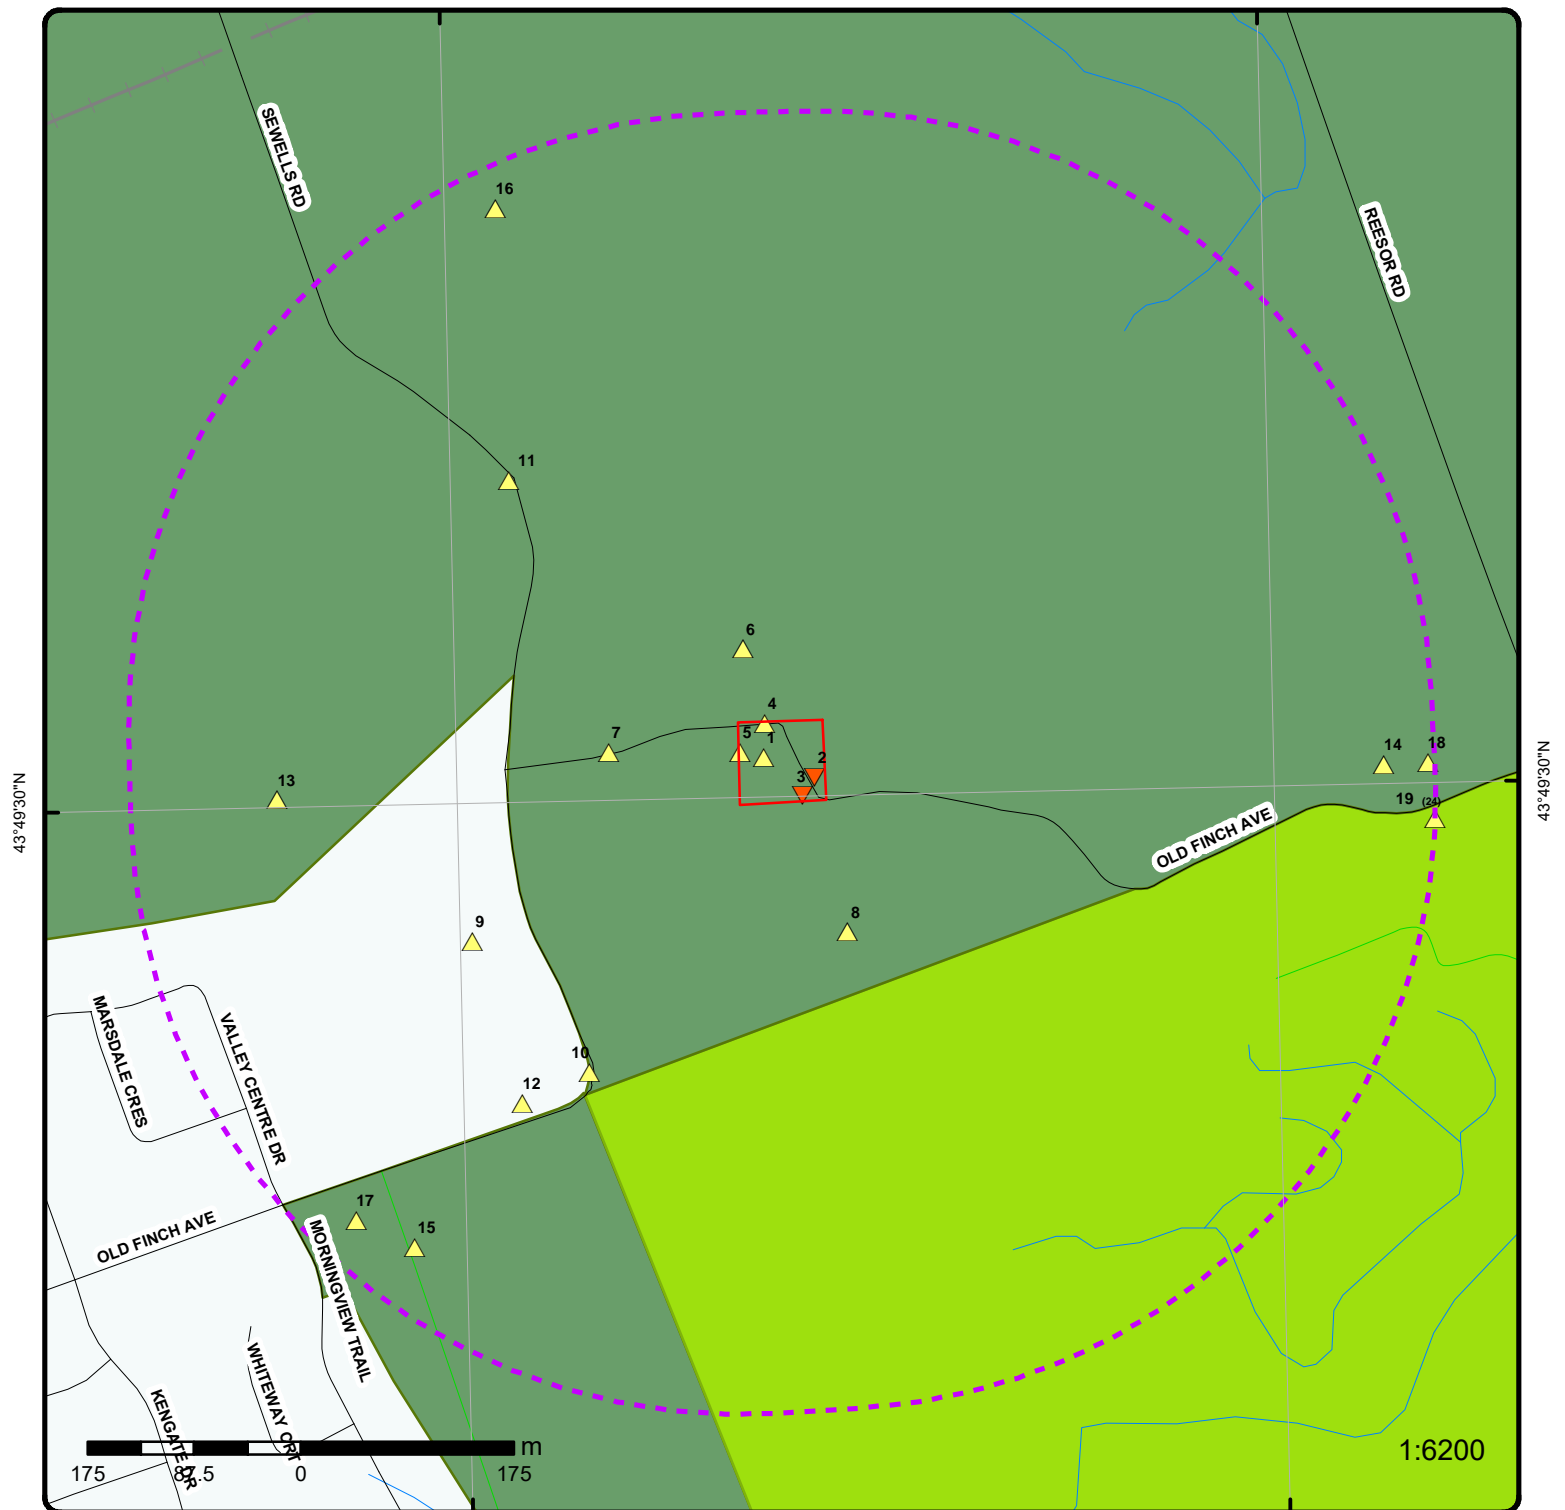 SEWELLS RD
16
REESOR RD
11
6
4
7
5
1
2
3
14
18
13
19 (24)
43°49'30"N
43°49'30"N
OLD FINCH AVE
8
9
MARSDALE CRES
VALLEY CENTRE DR
10
12
17
15
OLD FINCH AVE
MORNINGVIEW TRAIL
WHITEWAY CRT
KENGATE DR
m
1:6200
175
87.5
0
175